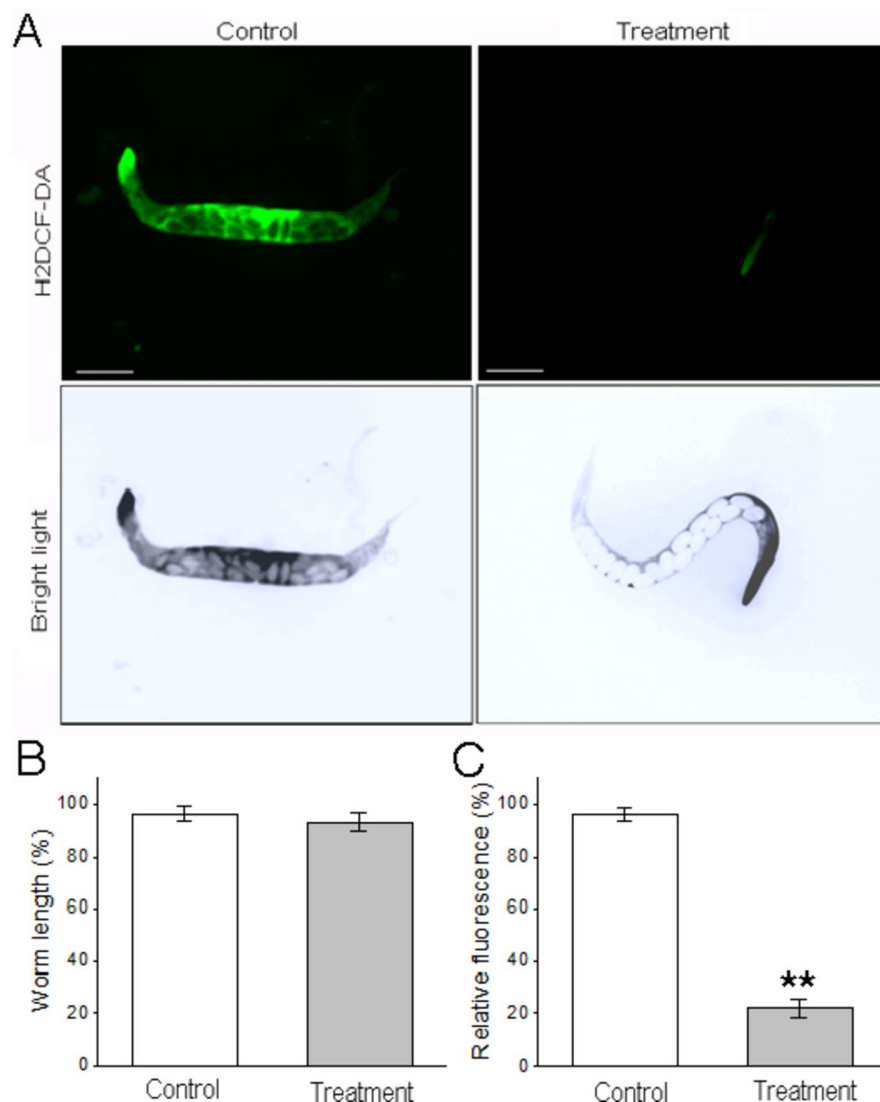 A
Control
Treatment
H2DCF-DA
Bright light
B
Worm length (%)
100
80
60
40
20
0
Control
Treatment
C
Relative fluorescence (%)
100
80
60
40
20
0
**
Control
Treatment